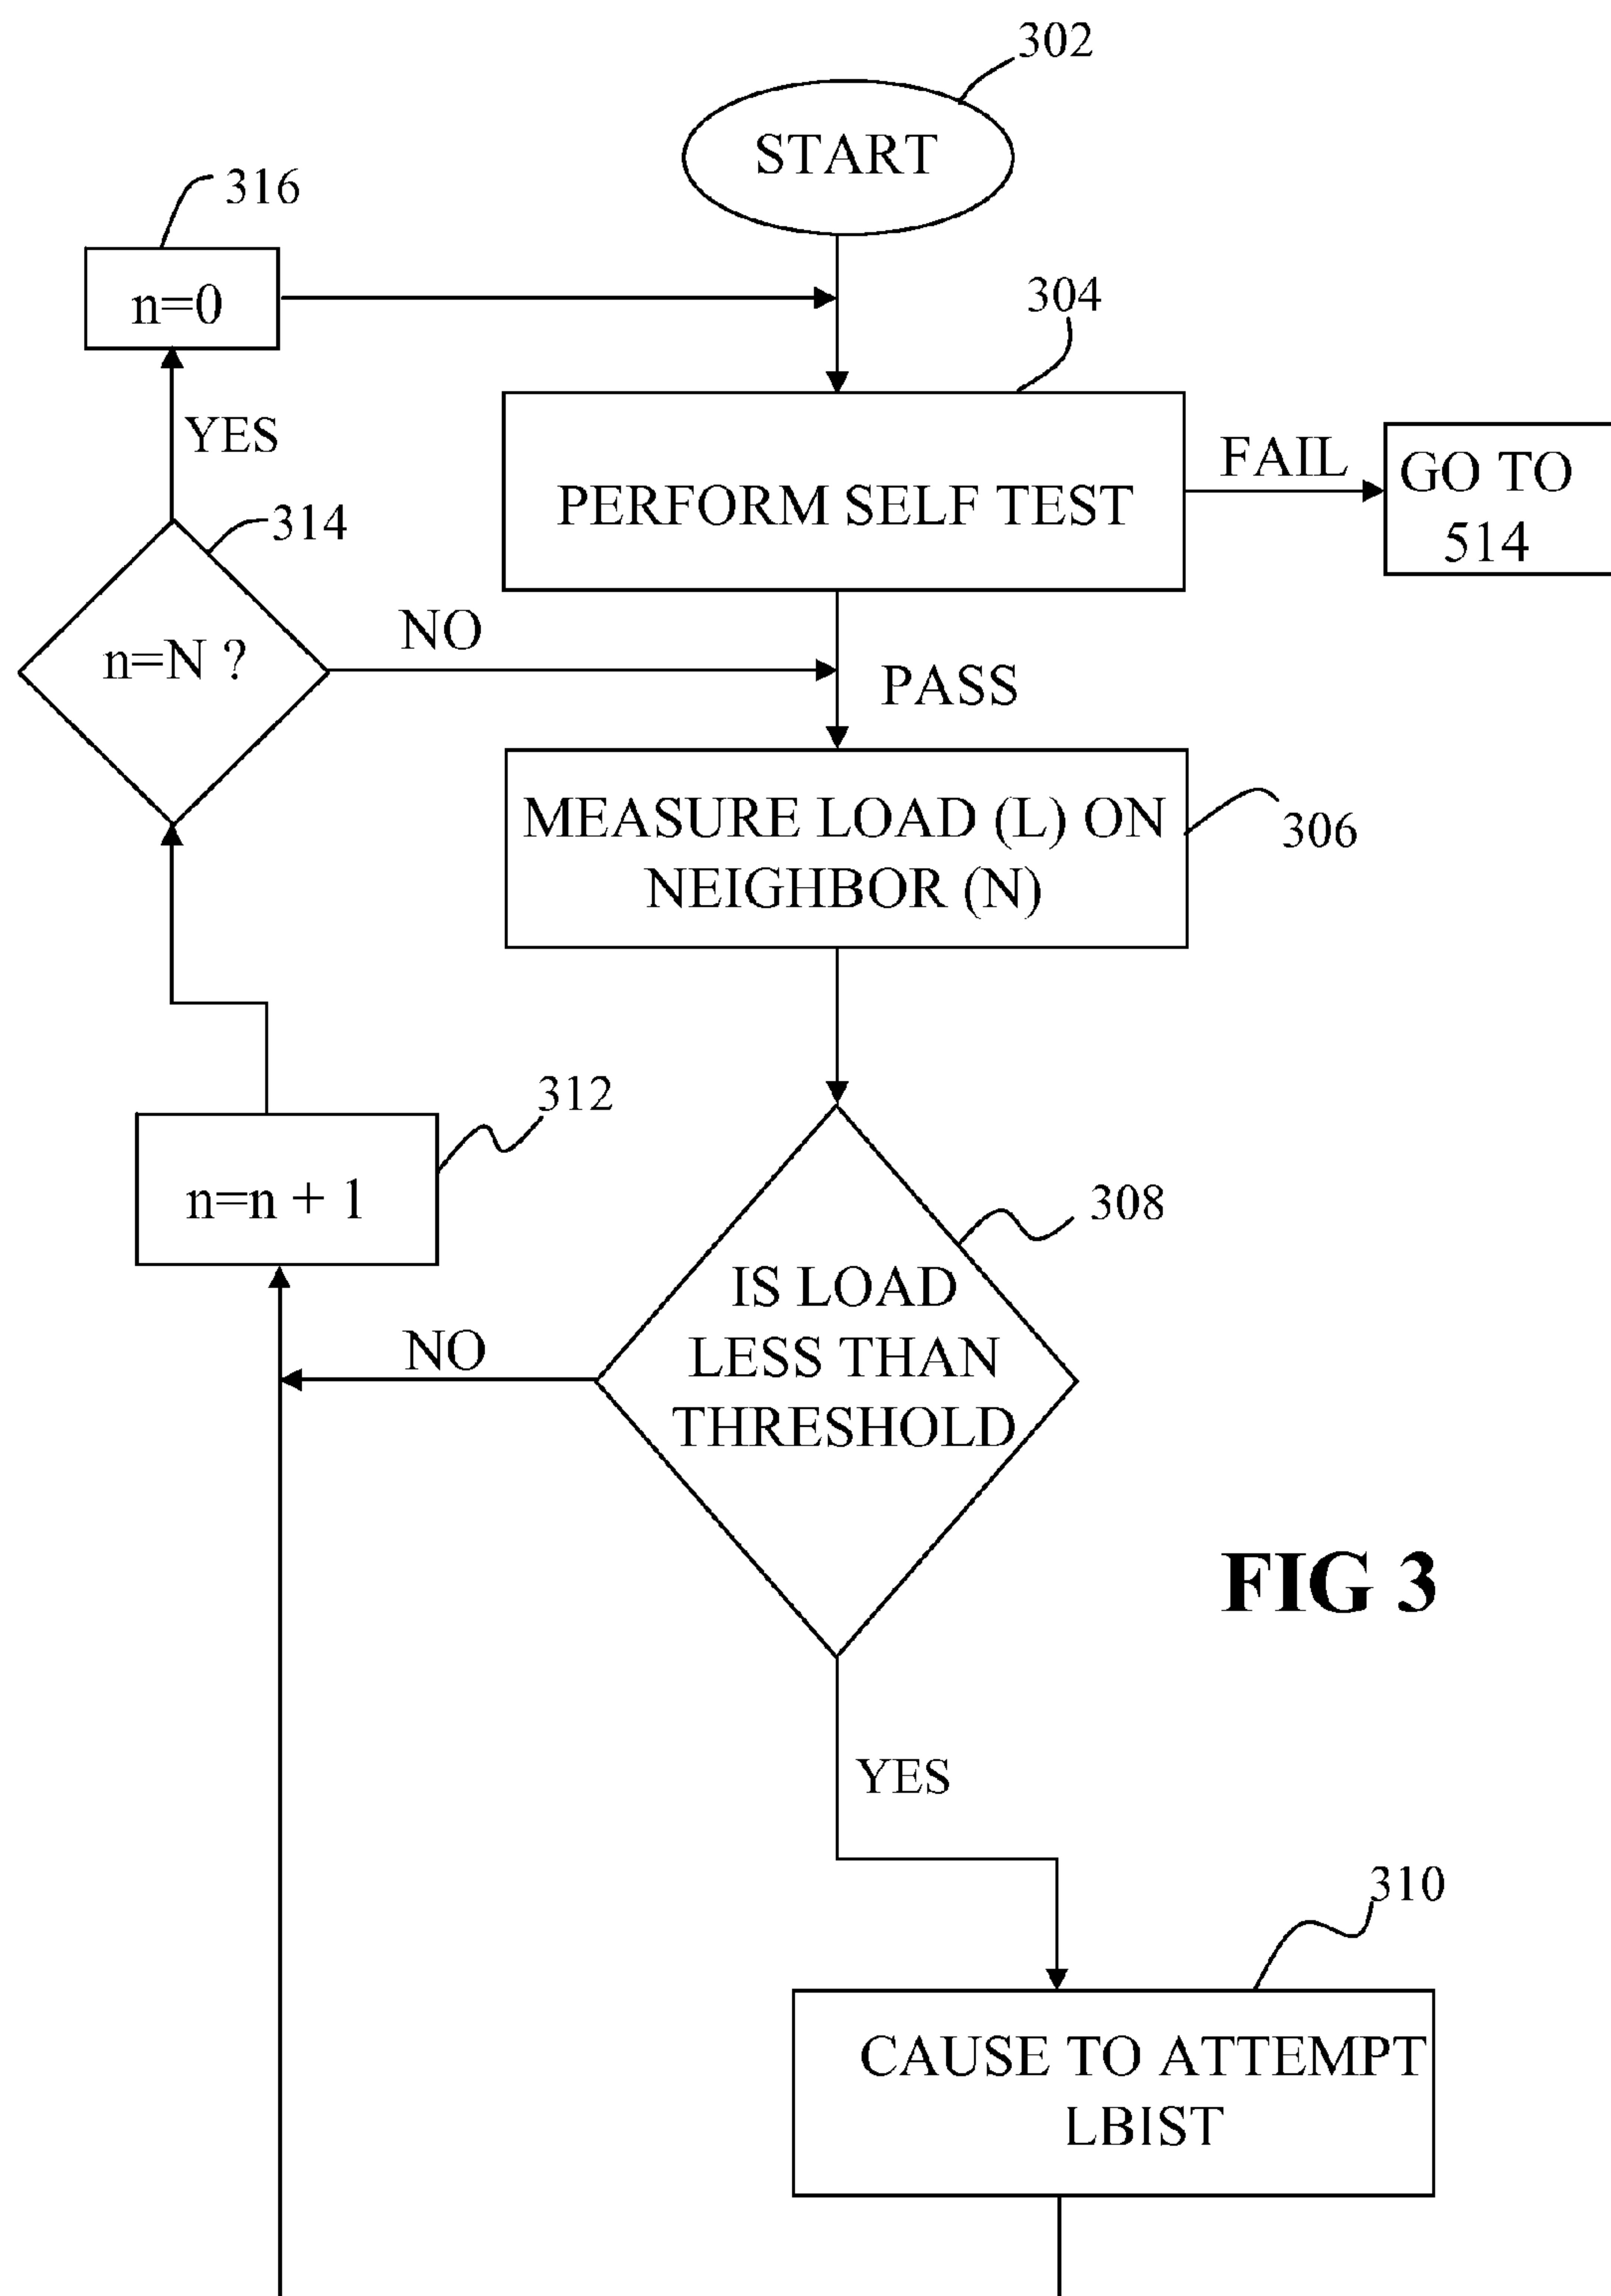 302
START
316
n=0
304
YES
FAIL
GO TO
514
PERFORM SELF TEST
314
n=N ?
NO
PASS
MEASURE LOAD (L) ON
NEIGHBOR (N)
306
312
n=n + 1
308
IS LOAD
LESS THAN
THRESHOLD
NO
FIG 3
YES
310
CAUSE TO ATTEMPT
LBIST